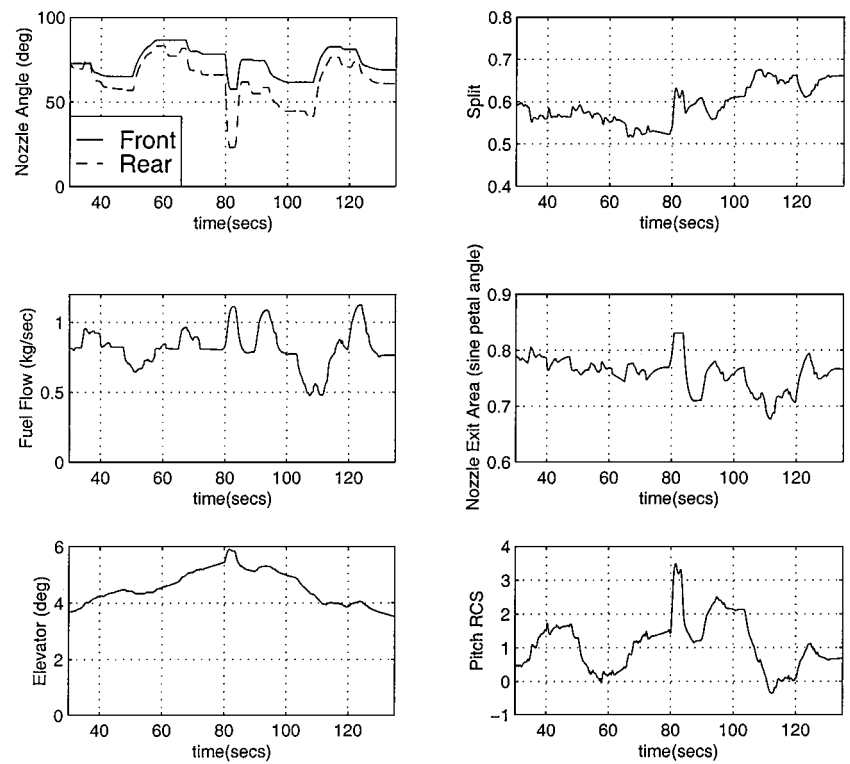 Nozzle Angle (deg)
100
50
0
Front
Rear
40 60 80 100 120
time(secs)
Split
0.8
0.7
0.6
0.5
0.4
40 60 80 100 120
time(secs)
Fuel Flow (kg/sec)
1
0.5
0
40 60 80 100 120
time(secs)
Nozzle Exit Area (sine petal angle)
0.9
0.8
0.7
0.6
40 60 80 100 120
time(secs)
Elevator (deg)
6
4
2
0
40 60 80 100 120
time(secs)
Pitch RCS
4
3
2
1
0
−1
40 60 80 100 120
time(secs)